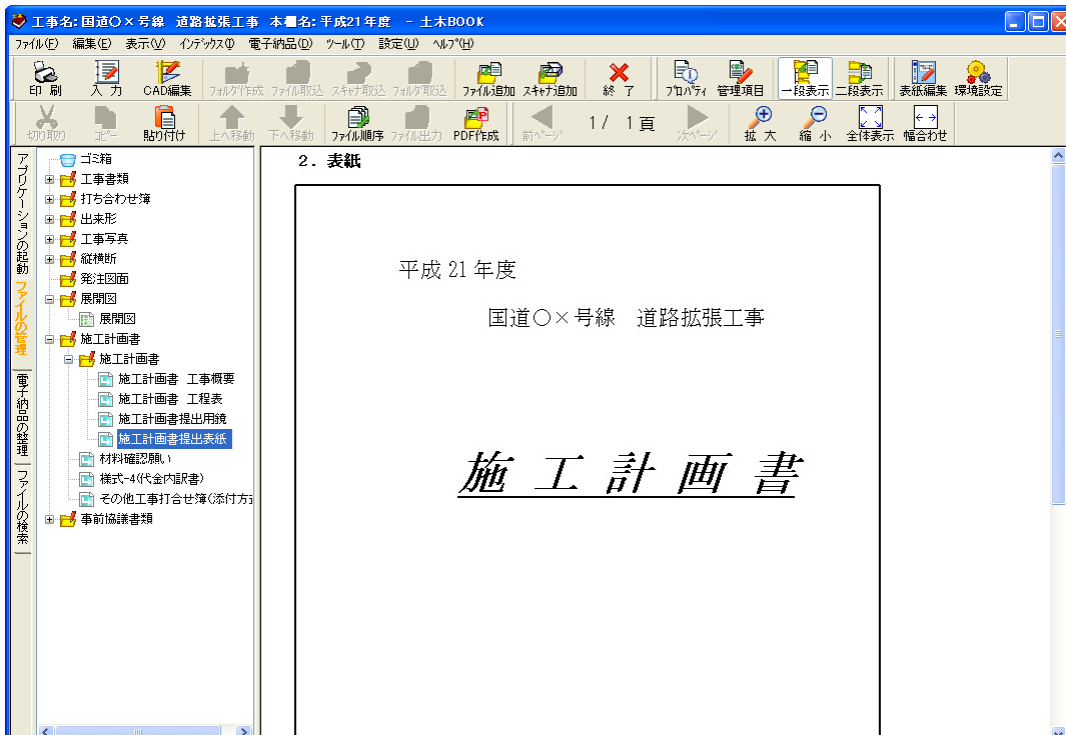 工事名:国道○×号線 道路拡張工事 本棚名:平成21年度 - 土木BOOK
ファイル(F) 編集(E) 表示(V) インデックス(I) 電子納品(D) ツール(T) 設定(U) ヘルプ(H)
印刷 入力 CAD編集 フォルダ作成 ファイル取込 スキャナ取込 フォルダ取込 ファイル追加 スキャナ追加 終了 プロパティ 管理項目 一段表示 二段表示 表紙編集 環境設定
切り取り コピー 貼り付け 上へ移動 下へ移動 ファイル順序 ファイル出力 PDF作成 前ページ 1/ 1頁 次ページ 拡大 縮小 全体表示 幅合わせ
アプリケーションの起動
ファイルの管理
電子納品の整理
ファイルの検索
ゴミ箱
工事書類
打ち合わせ簿
出来形
工事写真
縦横断
発注図面
展開図
展開図
施工計画書
施工計画書
施工計画書 工事概要
施工計画書 工程表
施工計画書提出用鏡
施工計画書提出表紙
材料確認願い
様式-4(代金内訳書)
その他工事打合せ簿(添付方式
事前協議書類
2. 表紙
平成21年度
国道○×号線 道路拡張工事
施工計画書